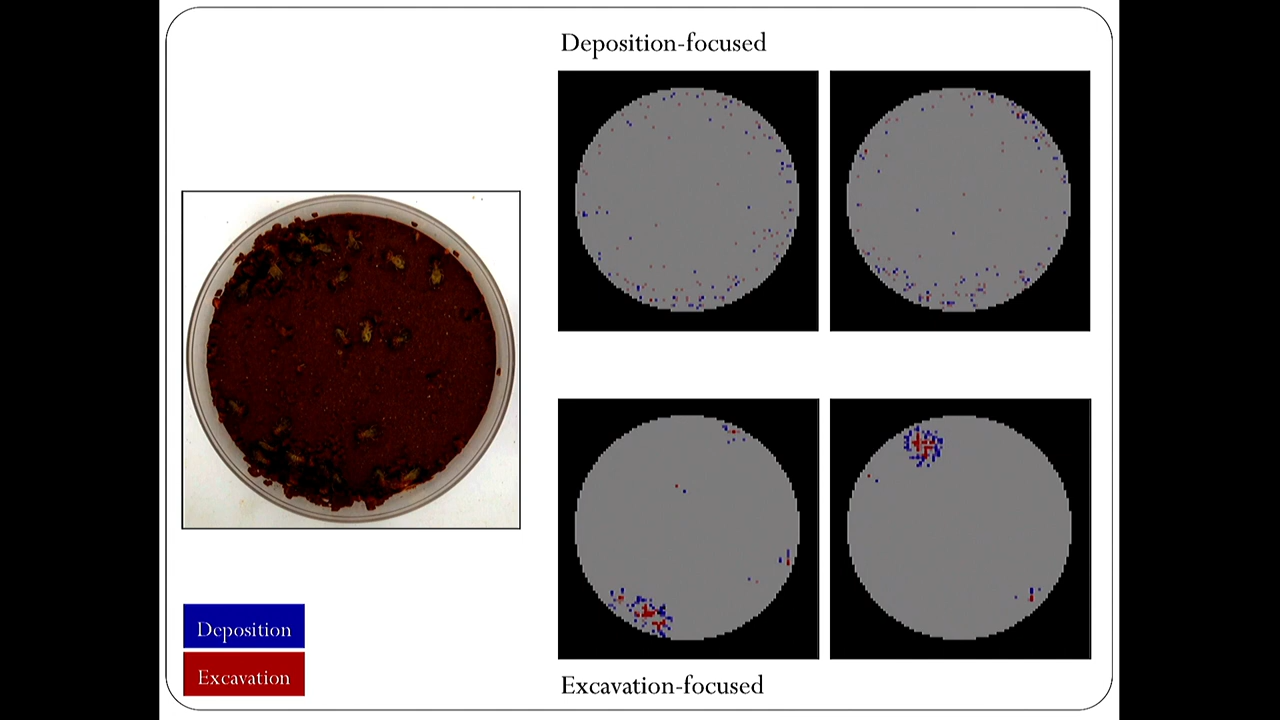 Deposition-focused
Deposition
Excavation
Excavation-focused